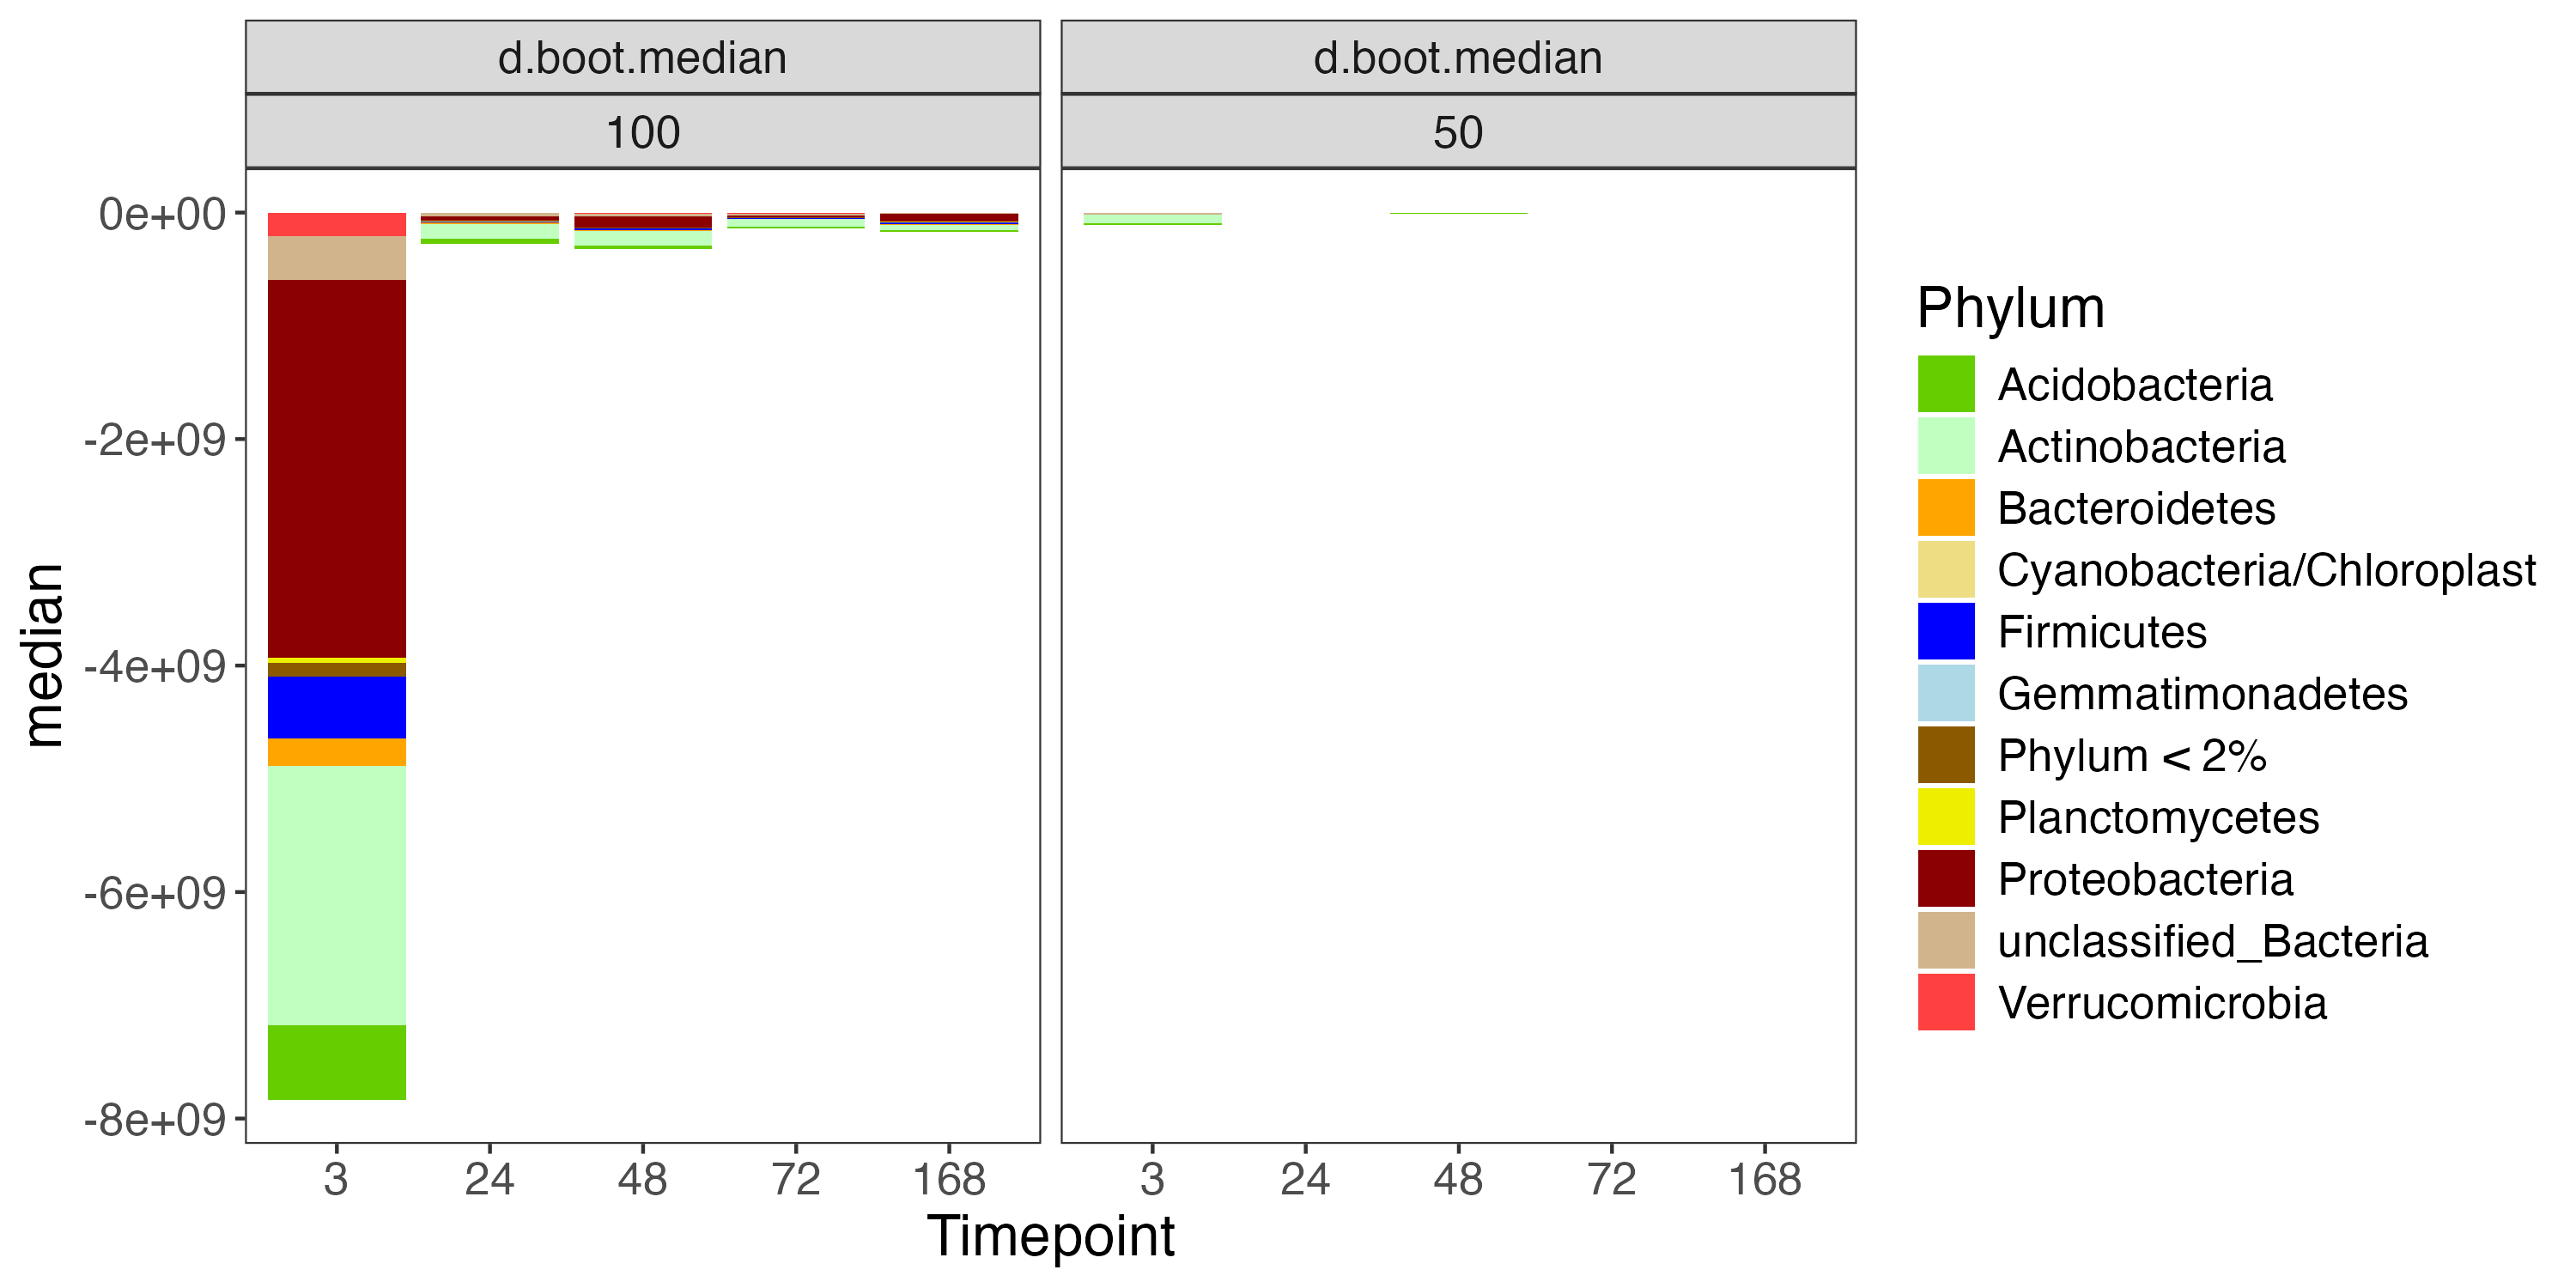 d.boot.median
d.boot.median
100
50
0e+00
-2e+09
-4e+09
-6e+09
-8e+09
median
3
24
48
72
168
3
24
48
72
168
Timepoint
Phylum
Acidobacteria
Actinobacteria
Bacteroidetes
Cyanobacteria/Chloroplast
Firmicutes
Gemmatimonadetes
Phylum < 2%
Planctomycetes
Proteobacteria
unclassified_Bacteria
Verrucomicrobia